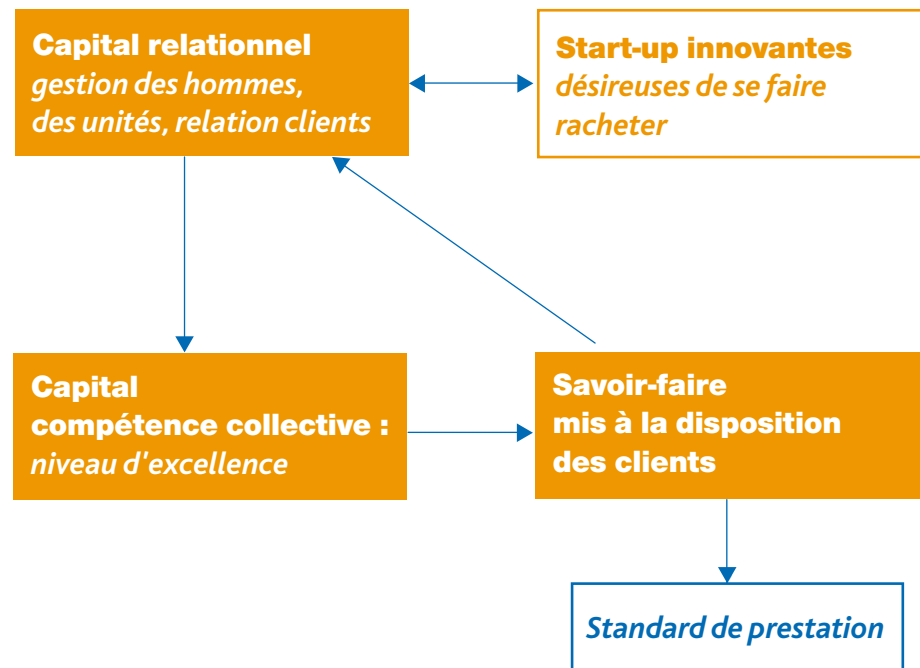 Capital relationnel
gestion des hommes,
des unités, relation clients
Start-up innovantes
désireuses de se faire
racheter
Capital
compétence collective :
niveau d'excellence
Savoir-faire
mis à la disposition
des clients
Standard de prestation